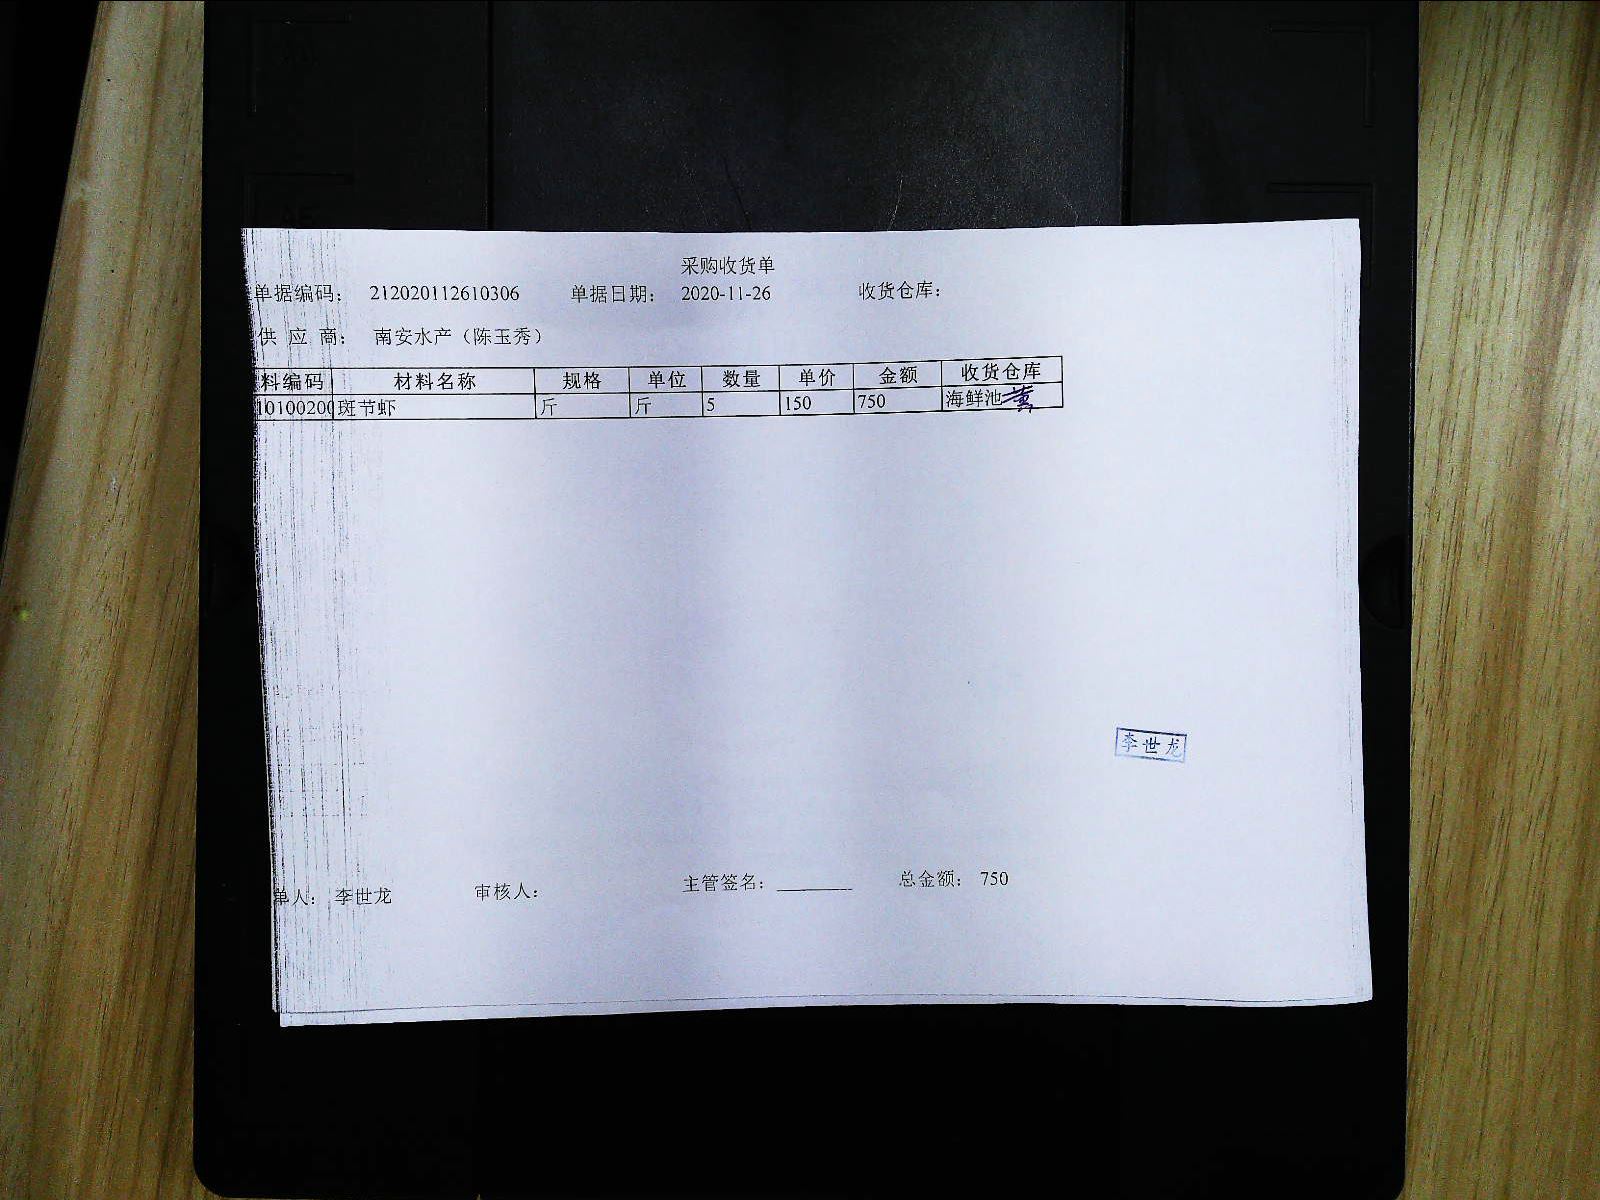 采购收货单
单据编码： 212020112610306 单据日期： 2020-11-26 收货仓库：
供 应 商： 南安水产（陈玉秀）
料编码 材料名称 规格 单位 数量 单价 金额 收货仓库
10100200 斑节虾 斤 斤 5 150 750 海鲜池
李世龙
单人： 李世龙 审核人： 主管签名： ________ 总金额： 750